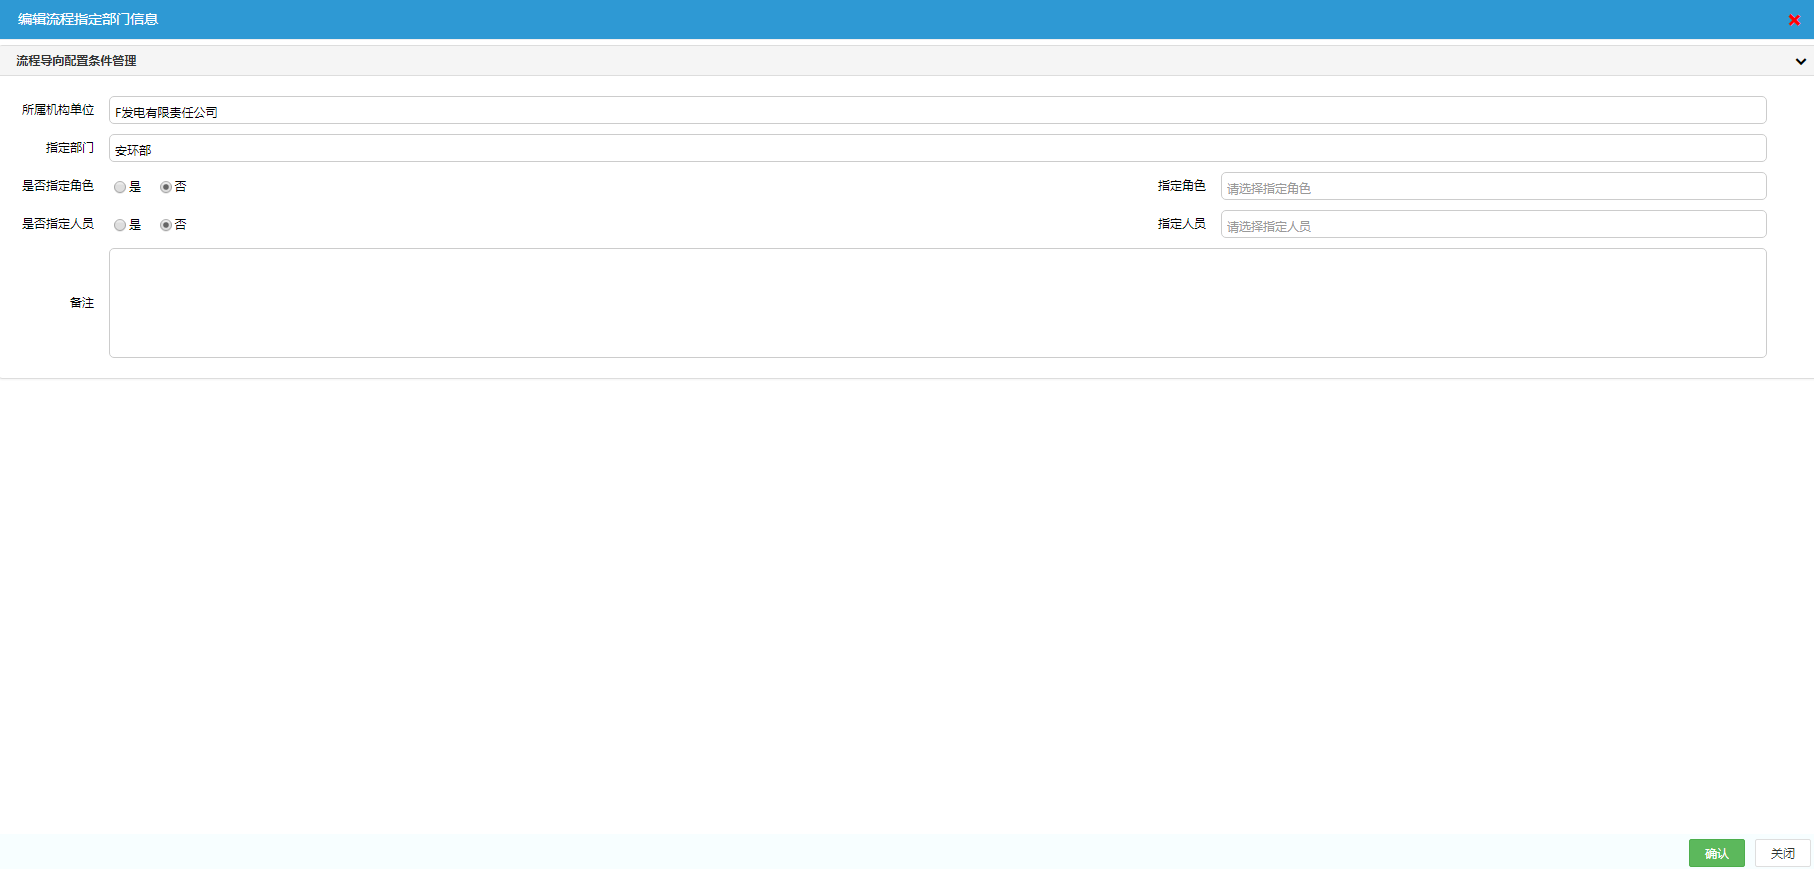 编辑流程指定部门信息
流程导向配置条件管理
所属机构单位 F发电有限责任公司
指定部门 安环部
是否指定角色 是 否 指定角色 请选择指定角色
是否指定人员 是 否 指定人员 请选择指定人员
备注
确认 关闭